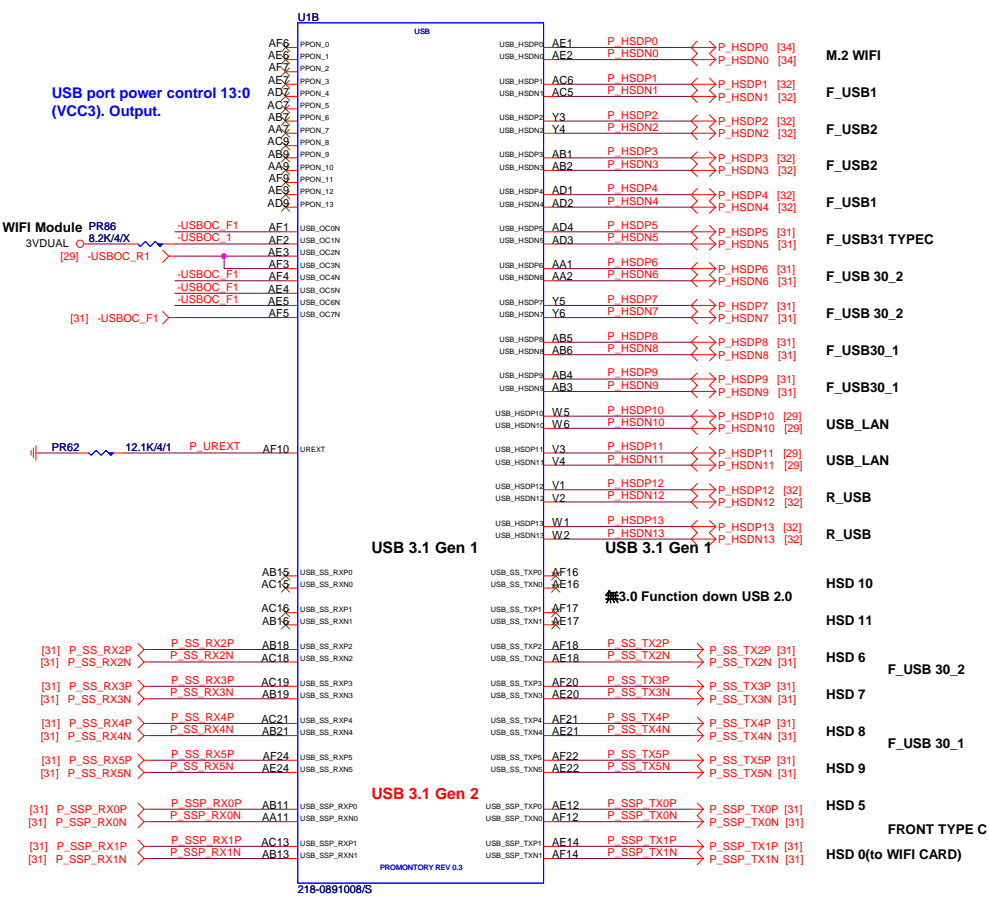 U1B
USB
USB port power control 13:0
(VCC3). Output.
AF6 PPON_0
AE6 PPON_1
AF7 PPON_2
AE7 PPON_3
AD7 PPON_4
AC7 PPON_5
AB7 PPON_6
AA7 PPON_7
AC9 PPON_8
AB9 PPON_9
AA9 PPON_10
AF9 PPON_11
AE9 PPON_12
AD9 PPON_13
WIFI Module PR86
3VDUAL 8.2K/4/X
-USBOC_F1 AF1 USB_OC0N
-USBOC_1 AF2 USB_OC1N
[29] -USBOC_R1 AE3 USB_OC2N
AF3 USB_OC3N
-USBOC_F1 AF4 USB_OC4N
-USBOC_F1 AE4 USB_OC5N
-USBOC_F1 AE5 USB_OC6N
[31] -USBOC_F1 AF5 USB_OC7N
PR62 12.1K/4/1 P_UREXT AF10 UREXT
USB_HSDP0 AE1 P_HSDP0 P_HSDP0 [34]
USB_HSDN0 AE2 P_HSDN0 P_HSDN0 [34]
M.2 WIFI
USB_HSDP1 AC6 P_HSDP1 P_HSDP1 [32]
USB_HSDN1 AC5 P_HSDN1 P_HSDN1 [32]
F_USB1
USB_HSDP2 Y3 P_HSDP2 P_HSDP2 [32]
USB_HSDN2 Y4 P_HSDN2 P_HSDN2 [32]
F_USB2
USB_HSDP3 AB1 P_HSDP3 P_HSDP3 [32]
USB_HSDN3 AB2 P_HSDN3 P_HSDN3 [32]
F_USB2
USB_HSDP4 AD1 P_HSDP4 P_HSDP4 [32]
USB_HSDN4 AD2 P_HSDN4 P_HSDN4 [32]
F_USB1
USB_HSDP5 AD4 P_HSDP5 P_HSDP5 [31]
USB_HSDN5 AD3 P_HSDN5 P_HSDN5 [31]
F_USB31 TYPEC
USB_HSDP6 AA1 P_HSDP6 P_HSDP6 [31]
USB_HSDN6 AA2 P_HSDN6 P_HSDN6 [31]
F_USB 30_2
USB_HSDP7 Y5 P_HSDP7 P_HSDP7 [31]
USB_HSDN7 Y6 P_HSDN7 P_HSDN7 [31]
F_USB 30_2
USB_HSDP8 AB5 P_HSDP8 P_HSDP8 [31]
USB_HSDN8 AB6 P_HSDN8 P_HSDN8 [31]
F_USB30_1
USB_HSDP9 AB4 P_HSDP9 P_HSDP9 [31]
USB_HSDN9 AB3 P_HSDN9 P_HSDN9 [31]
F_USB30_1
USB_HSDP10 W5 P_HSDP10 P_HSDP10 [29]
USB_HSDN10 W6 P_HSDN10 P_HSDN10 [29]
USB_LAN
USB_HSDP11 V3 P_HSDP11 P_HSDP11 [29]
USB_HSDN11 V4 P_HSDN11 P_HSDN11 [29]
USB_LAN
USB_HSDP12 V1 P_HSDP12 P_HSDP12 [32]
USB_HSDN12 V2 P_HSDN12 P_HSDN12 [32]
R_USB
USB_HSDP13 W1 P_HSDP13 P_HSDP13 [32]
USB_HSDN13 W2 P_HSDN13 P_HSDN13 [32]
R_USB
USB 3.1 Gen 1 USB 3.1 Gen 1
AB15 USB_SS_RXP0 USB_SS_TXP0 AF16
AC15 USB_SS_RXN0 USB_SS_TXN0 AE16
HSD 10
無3.0 Function down USB 2.0
AC16 USB_SS_RXP1 USB_SS_TXP1 AF17
AB16 USB_SS_RXN1 USB_SS_TXN1 AE17
HSD 11
[31] P_SS_RX2P P_SS_RX2P AB18 USB_SS_RXP2 USB_SS_TXP2 AF18 P_SS_TX2P P_SS_TX2P [31]
[31] P_SS_RX2N P_SS_RX2N AC18 USB_SS_RXN2 USB_SS_TXN2 AE18 P_SS_TX2N P_SS_TX2N [31]
HSD 6
F_USB 30_2
[31] P_SS_RX3P P_SS_RX3P AC19 USB_SS_RXP3 USB_SS_TXP3 AF20 P_SS_TX3P P_SS_TX3P [31]
[31] P_SS_RX3N P_SS_RX3N AB19 USB_SS_RXN3 USB_SS_TXN3 AE20 P_SS_TX3N P_SS_TX3N [31]
HSD 7
[31] P_SS_RX4P P_SS_RX4P AC21 USB_SS_RXP4 USB_SS_TXP4 AF21 P_SS_TX4P P_SS_TX4P [31]
[31] P_SS_RX4N P_SS_RX4N AB21 USB_SS_RXN4 USB_SS_TXN4 AE21 P_SS_TX4N P_SS_TX4N [31]
HSD 8
F_USB 30_1
[31] P_SS_RX5P P_SS_RX5P AF24 USB_SS_RXP5 USB_SS_TXP5 AF22 P_SS_TX5P P_SS_TX5P [31]
[31] P_SS_RX5N P_SS_RX5N AE24 USB_SS_RXN5 USB_SS_TXN5 AE22 P_SS_TX5N P_SS_TX5N [31]
HSD 9
USB 3.1 Gen 2
[31] P_SSP_RX0P P_SSP_RX0P AB11 USB_SSP_RXP0 USB_SSP_TXP0 AE12 P_SSP_TX0P P_SSP_TX0P [31]
[31] P_SSP_RX0N P_SSP_RX0N AA11 USB_SSP_RXN0 USB_SSP_TXN0 AF12 P_SSP_TX0N P_SSP_TX0N [31]
HSD 5
FRONT TYPE C
[31] P_SSP_RX1P P_SSP_RX1P AC13 USB_SSP_RXP1 USB_SSP_TXP1 AE14 P_SSP_TX1P P_SSP_TX1P [31]
[31] P_SSP_RX1N P_SSP_RX1N AB13 USB_SSP_RXN1 USB_SSP_TXN1 AF14 P_SSP_TX1N P_SSP_TX1N [31]
HSD 0(to WIFI CARD)
PROMONTORY REV 0.3
218-0891008/S